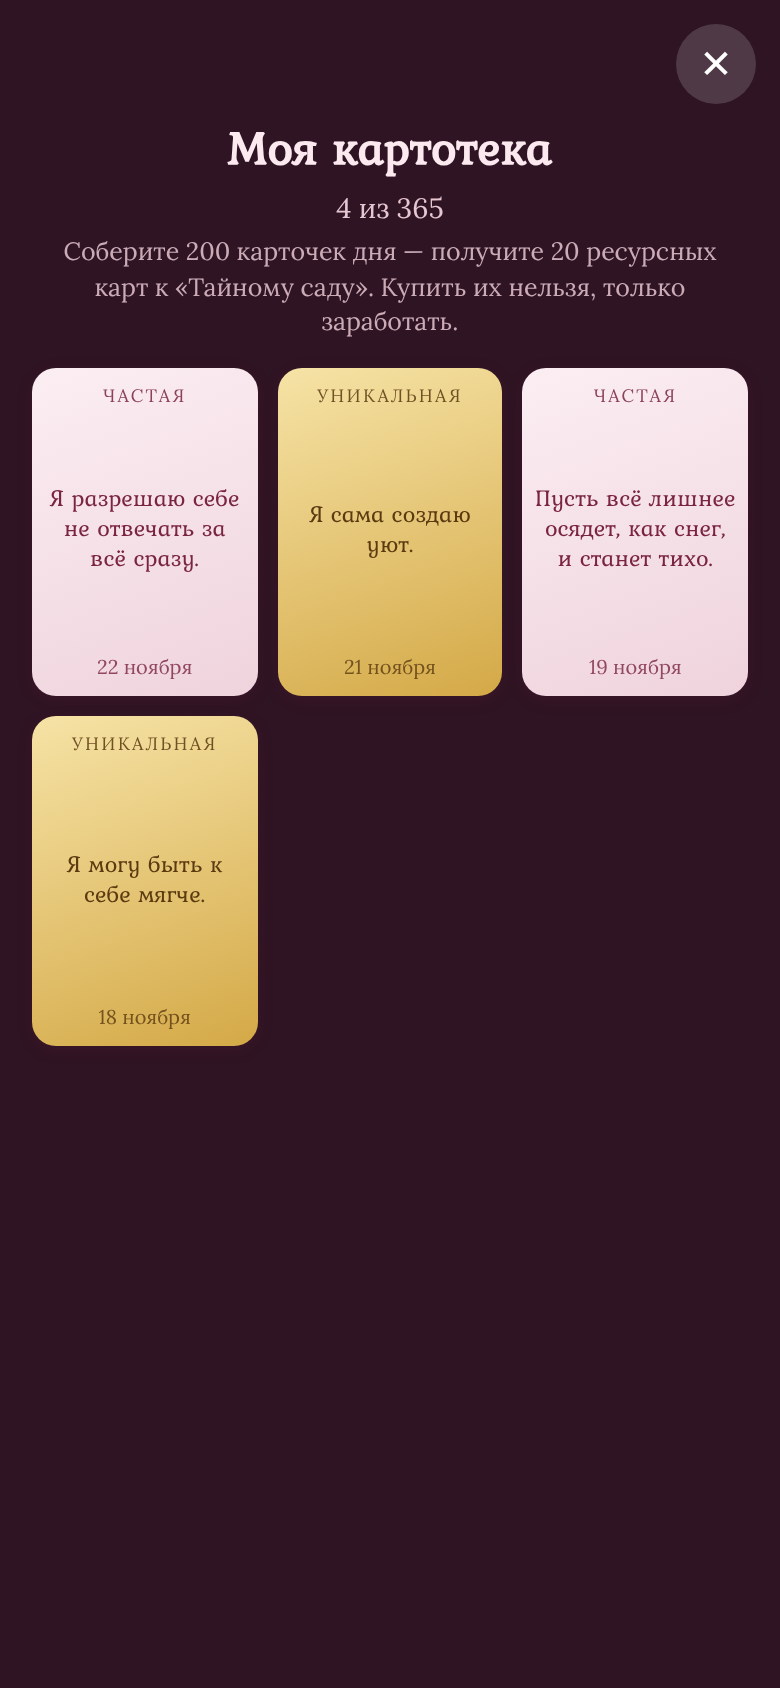 Моя картотека
4 из 365
Соберите 200 карточек дня — получите 20 ресурсных
карт к «Тайному саду». Купить их нельзя, только
заработать.
ЧАСТАЯ
Я разрешаю себе
не отвечать за
всё сразу.
22 ноября
УНИКАЛЬНАЯ
Я сама создаю
уют.
21 ноября
ЧАСТАЯ
Пусть всё лишнее
осядет, как снег,
и станет тихо.
19 ноября
УНИКАЛЬНАЯ
Я могу быть к
себе мягче.
18 ноября